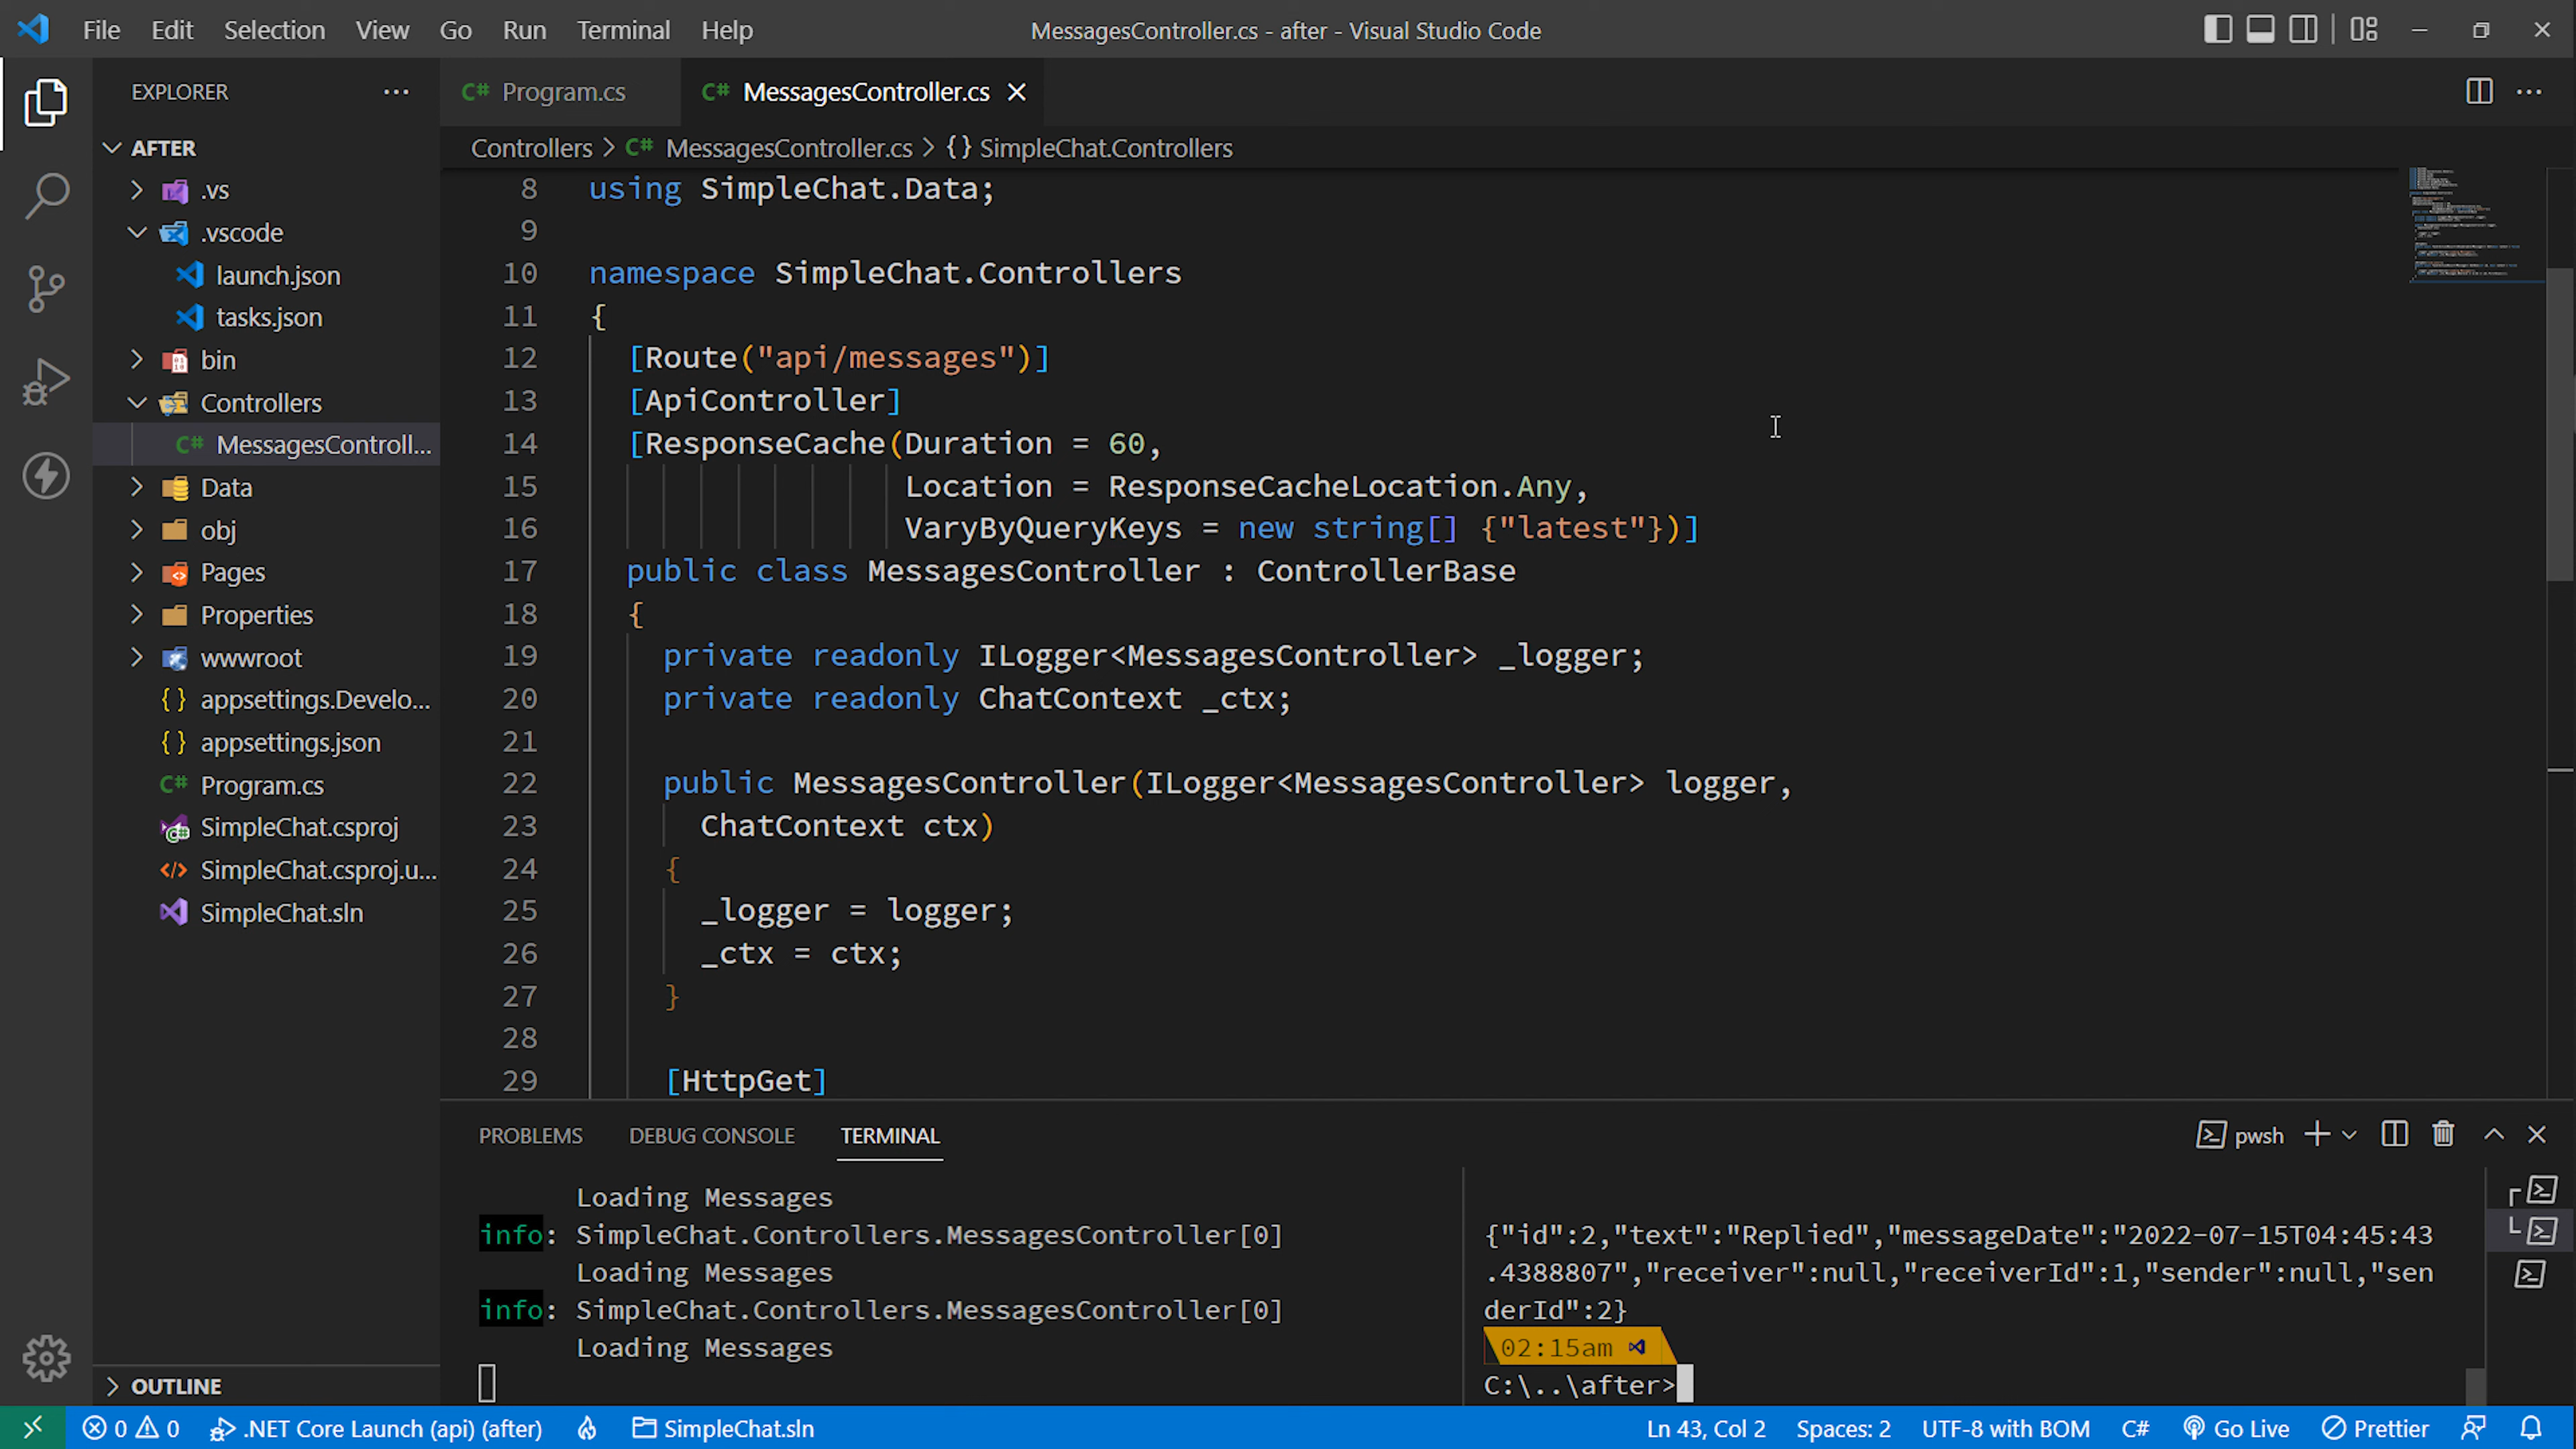 File Edit Selection View Go Run Terminal Help
MessagesController.cs - after - Visual Studio Code
EXPLORER
AFTER
.vs
.vscode
launch.json
tasks.json
bin
Controllers
C# MessagesControll...
Data
obj
Pages
Properties
wwwroot
{} appsettings.Develo...
{} appsettings.json
C# Program.cs
SimpleChat.csproj
SimpleChat.csproj.u...
SimpleChat.sln
OUTLINE
C# Program.cs
C# MessagesController.cs
Controllers > C# MessagesController.cs > {} SimpleChat.Controllers
8 using SimpleChat.Data;
9
10 namespace SimpleChat.Controllers
11 {
12 [Route("api/messages")]
13 [ApiController]
14 [ResponseCache(Duration = 60,
15 Location = ResponseCacheLocation.Any,
16 VaryByQueryKeys = new string[] {"latest"})]
17 public class MessagesController : ControllerBase
18 {
19 private readonly ILogger<MessagesController> _logger;
20 private readonly ChatContext _ctx;
21
22 public MessagesController(ILogger<MessagesController> logger,
23 ChatContext ctx)
24 {
25 _logger = logger;
26 _ctx = ctx;
27 }
28
29 [HttpGet]
PROBLEMS DEBUG CONSOLE TERMINAL
pwsh
Loading Messages
info: SimpleChat.Controllers.MessagesController[0]
Loading Messages
info: SimpleChat.Controllers.MessagesController[0]
Loading Messages
{"id":2,"text":"Replied","messageDate":"2022-07-15T04:45:43
.4388807","receiver":null,"receiverId":1,"sender":null,"sen
derId":2}
02:15am
C:\..\after>
0 0 .NET Core Launch (api) (after) SimpleChat.sln
Ln 43, Col 2 Spaces: 2 UTF-8 with BOM C# Go Live Prettier